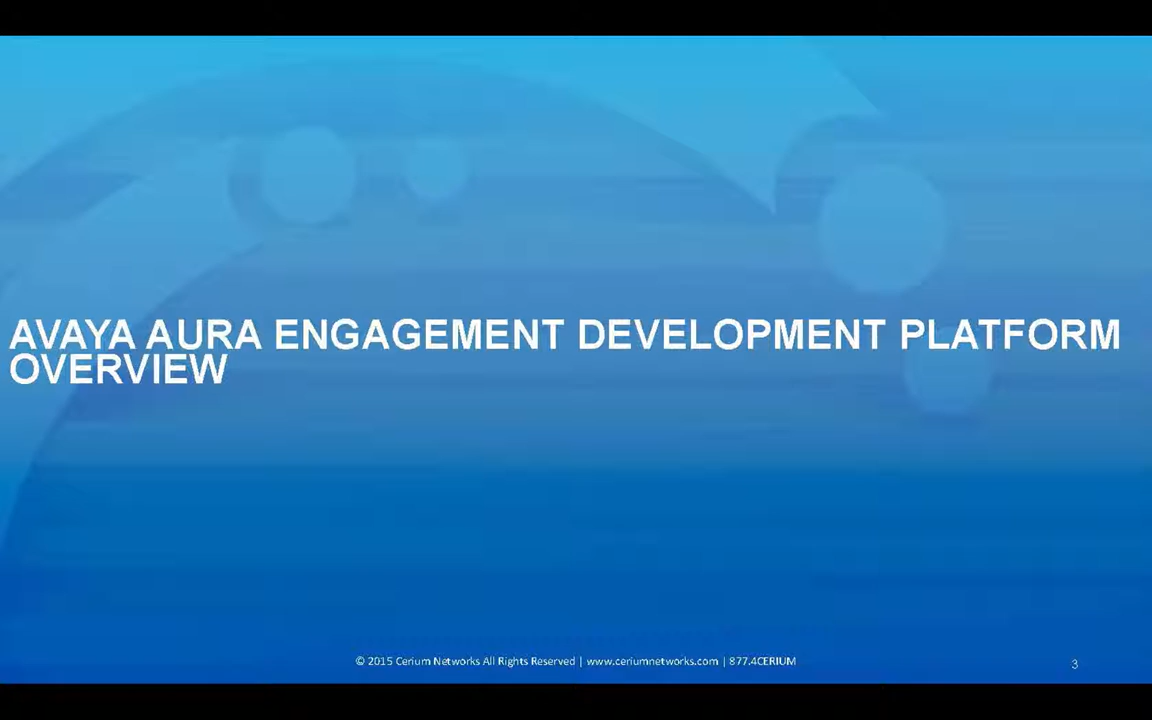 AVAYA AURA ENGAGEMENT DEVELOPMENT PLATFORM
OVERVIEW
© 2015 Cerium Networks All Rights Reserved | www.ceriumnetworks.com | 877.4CERIUM
3